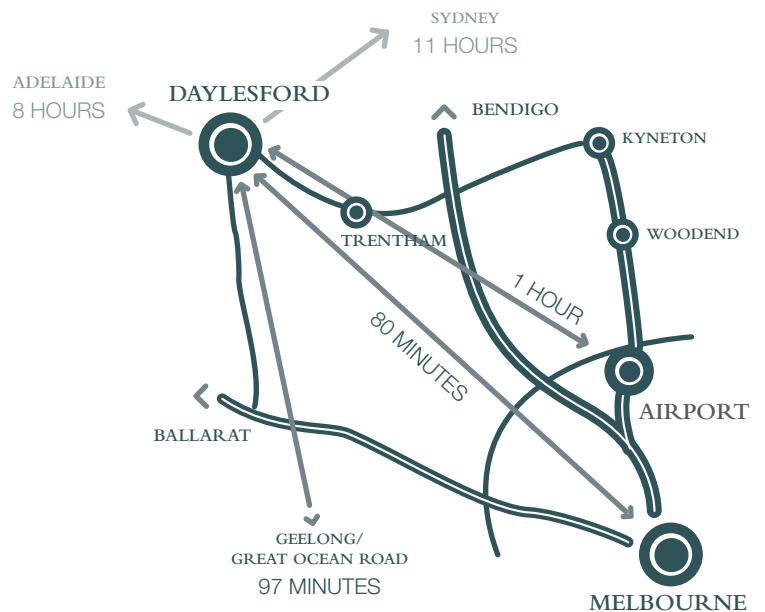 SYDNEY
11 HOURS
ADELAIDE
8 HOURS
DAYLESFORD
BENDIGO
KYNETON
TRENTHAM
WOODEND
1 HOUR
80 MINUTES
AIRPORT
BALLARAT
GEELONG/
GREAT OCEAN ROAD
97 MINUTES
MELBOURNE